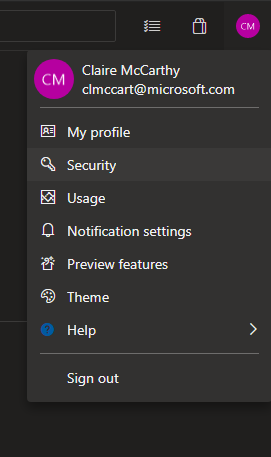 CM
CM
Claire McCarthy
clmccart@microsoft.com
My profile
Security
Usage
Notification settings
Preview features
Theme
? Help
Sign out